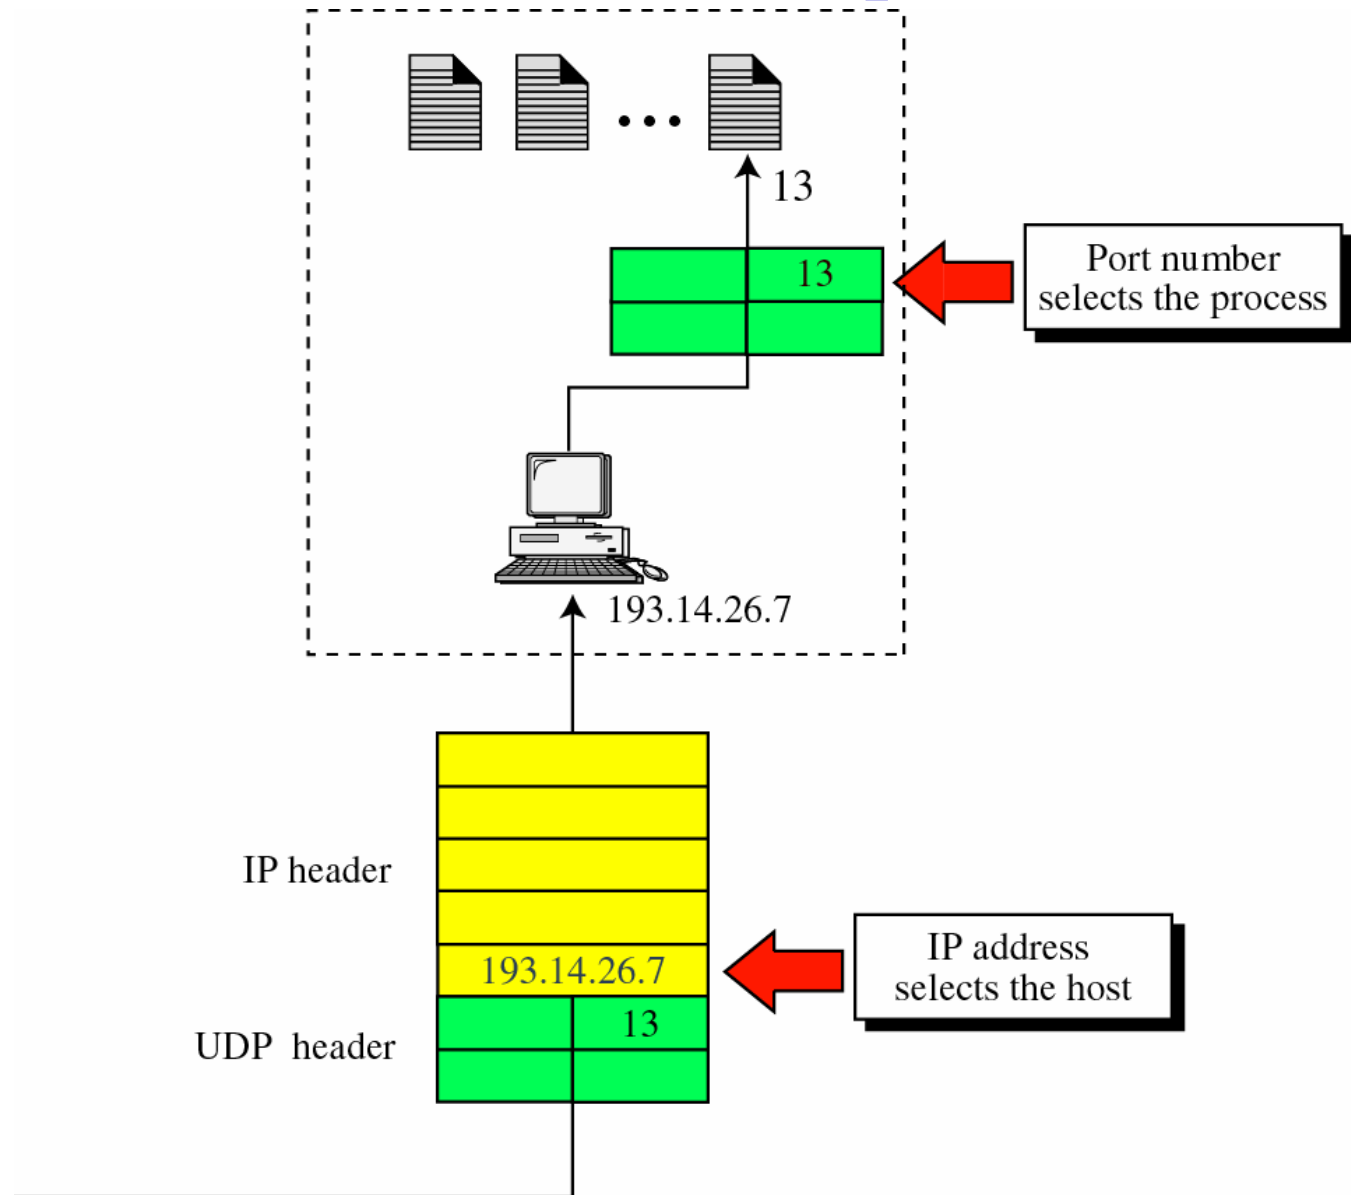 13
13
Port number
selects the process
193.14.26.7
IP header
193.14.26.7
IP address
selects the host
UDP header
13